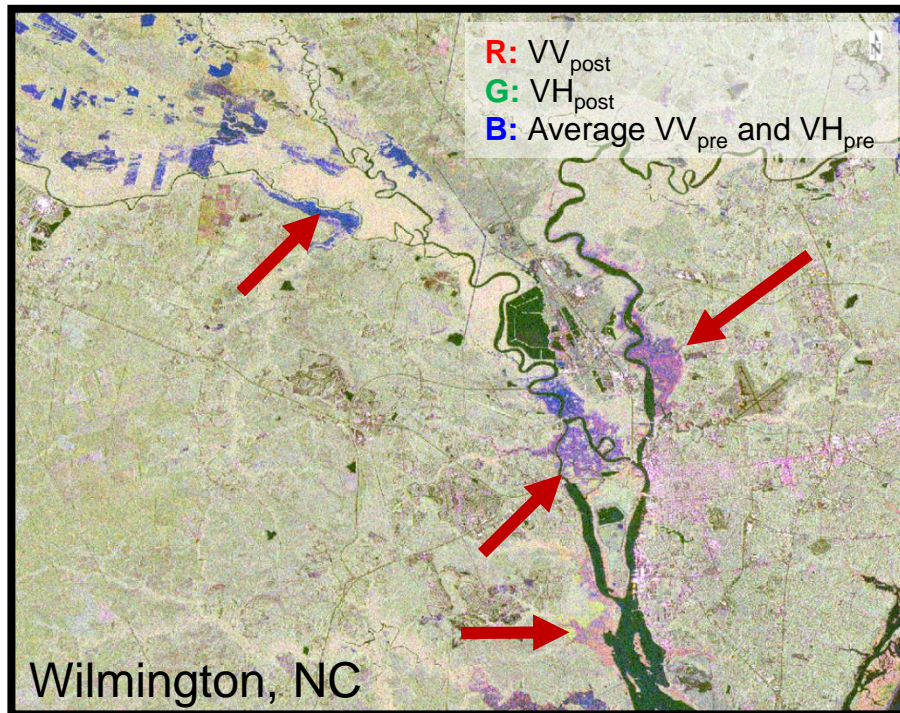 R: VVpost
G: VHpost
B: Average VVpre and VHpre
N
Wilmington, NC